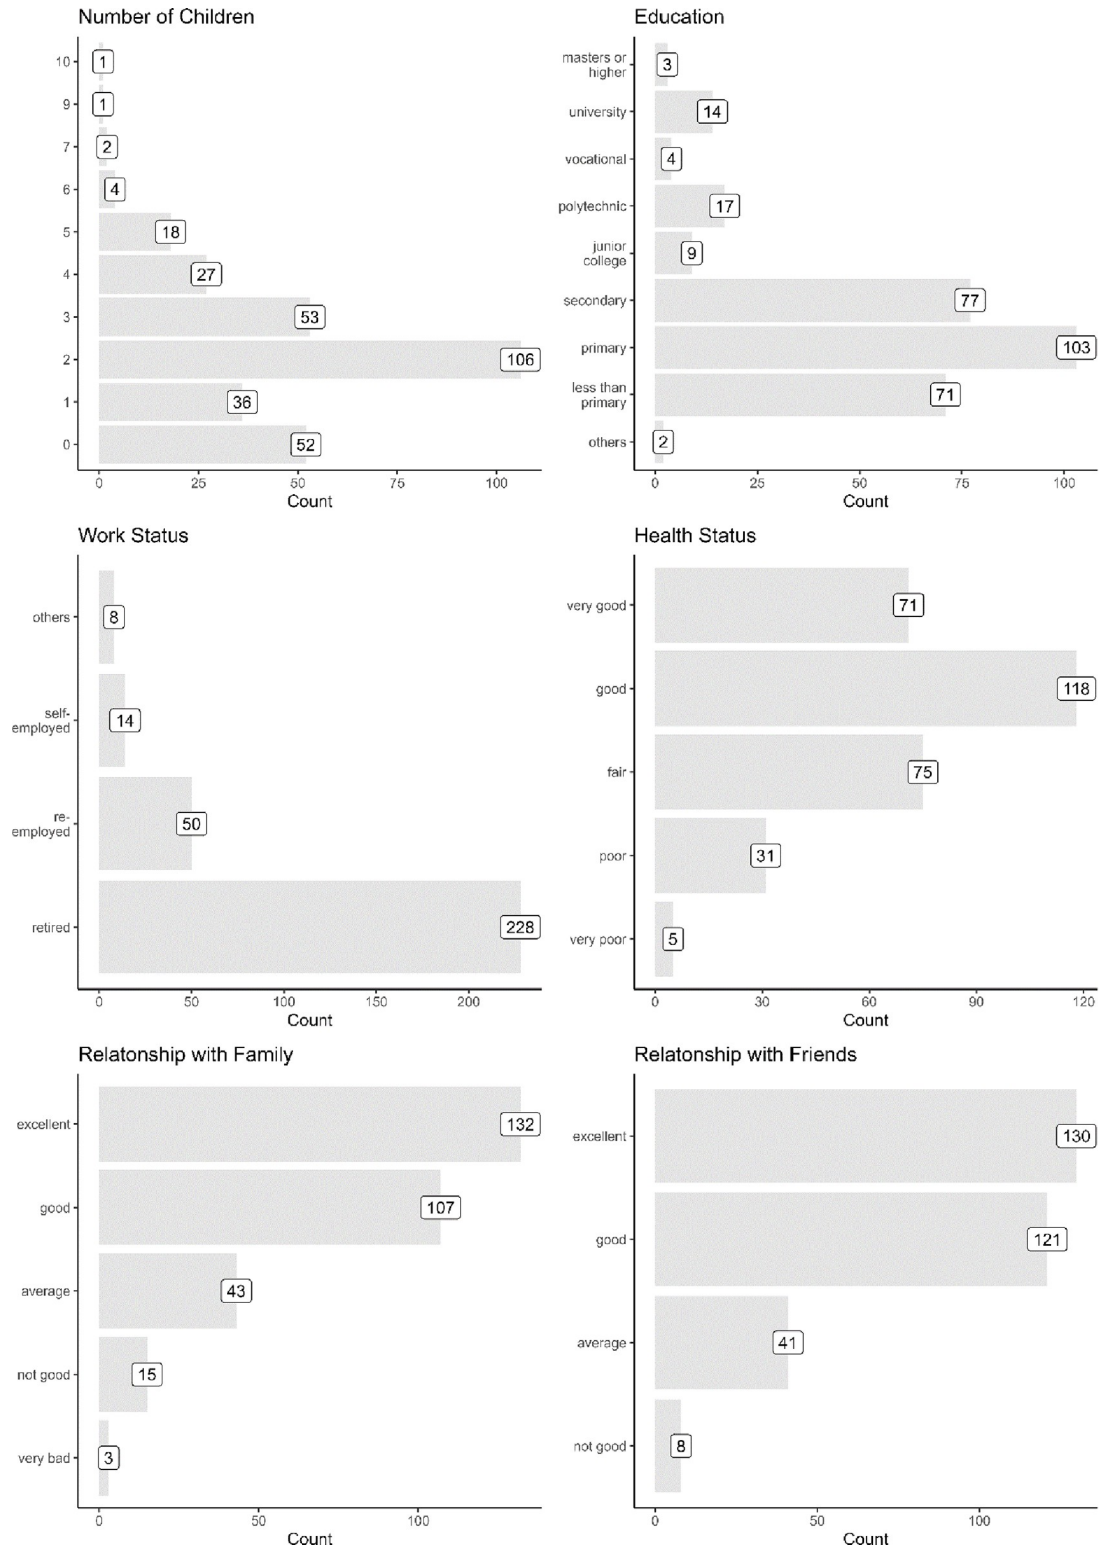 Number of Children
10
1
9
1
7
2
6
4
5
18
4
27
3
53
2
106
1
36
0
52
0
25
50
75
100
Count
Education
masters or
higher
3
university
14
vocational
4
polytechnic
17
junior
college
9
secondary
77
primary
103
less than
primary
71
others
2
0
25
50
75
100
Count
Work Status
others
8
self-
employed
14
re-
employed
50
retired
228
0
50
100
150
200
Count
Health Status
very good
71
good
118
fair
75
poor
31
very poor
5
0
30
60
90
120
Count
Relatonship with Family
excellent
132
good
107
average
43
not good
15
very bad
3
0
50
100
Count
Relatonship with Friends
excellent
130
good
121
average
41
not good
8
0
50
100
Count